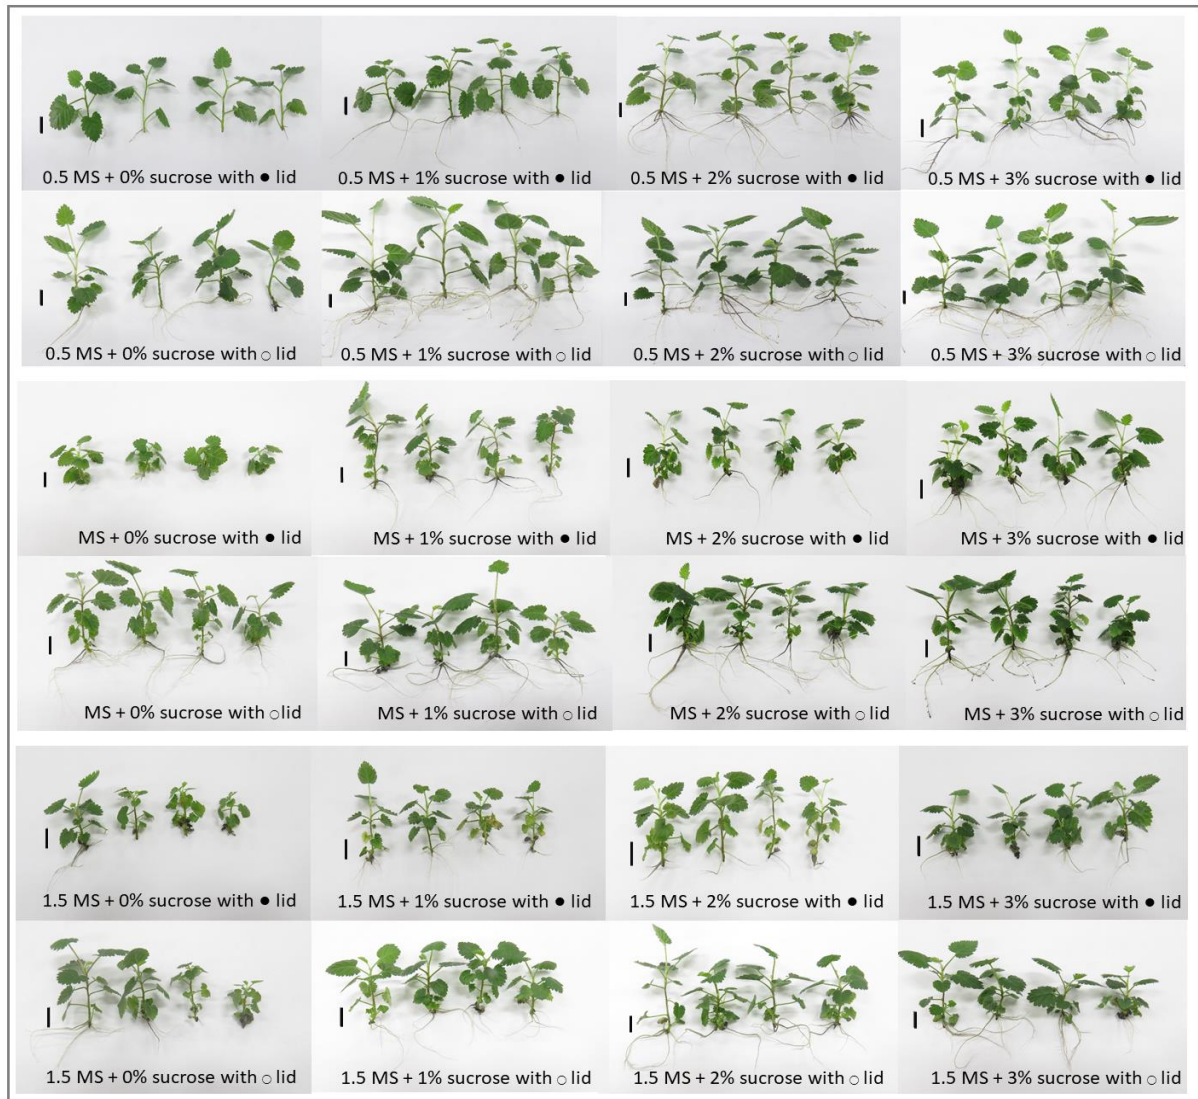 0.5 MS + 0% sucrose with ● lid
0.5 MS + 1% sucrose with ● lid
0.5 MS + 2% sucrose with ● lid
0.5 MS + 3% sucrose with ● lid
0.5 MS + 0% sucrose with ○ lid
0.5 MS + 1% sucrose with ○ lid
0.5 MS + 2% sucrose with ○ lid
0.5 MS + 3% sucrose with ○ lid
MS + 0% sucrose with ● lid
MS + 1% sucrose with ● lid
MS + 2% sucrose with ● lid
MS + 3% sucrose with ● lid
MS + 0% sucrose with ○ lid
MS + 1% sucrose with ○ lid
MS + 2% sucrose with ○ lid
MS + 3% sucrose with ○ lid
1.5 MS + 0% sucrose with ● lid
1.5 MS + 1% sucrose with ● lid
1.5 MS + 2% sucrose with ● lid
1.5 MS + 3% sucrose with ● lid
1.5 MS + 0% sucrose with ○ lid
1.5 MS + 1% sucrose with ○ lid
1.5 MS + 2% sucrose with ○ lid
1.5 MS + 3% sucrose with ○ lid